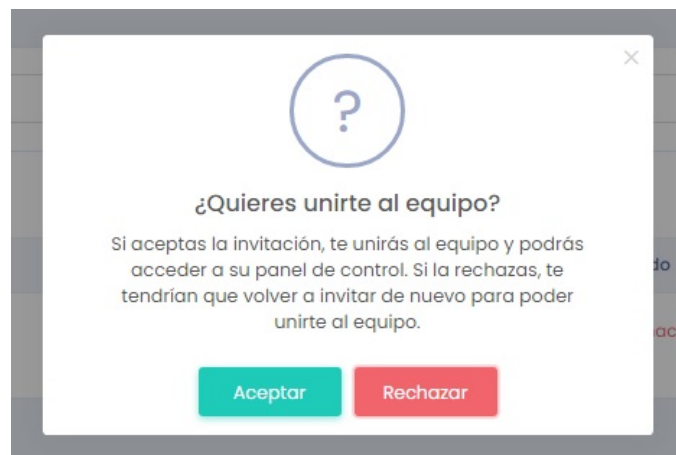 ?
¿Quieres unirte al equipo?
Si aceptas la invitación, te unirás al equipo y podrás
acceder a su panel de control. Si la rechazas, te
tendrían que volver a invitar de nuevo para poder
unirte al equipo.
Aceptar Rechazar